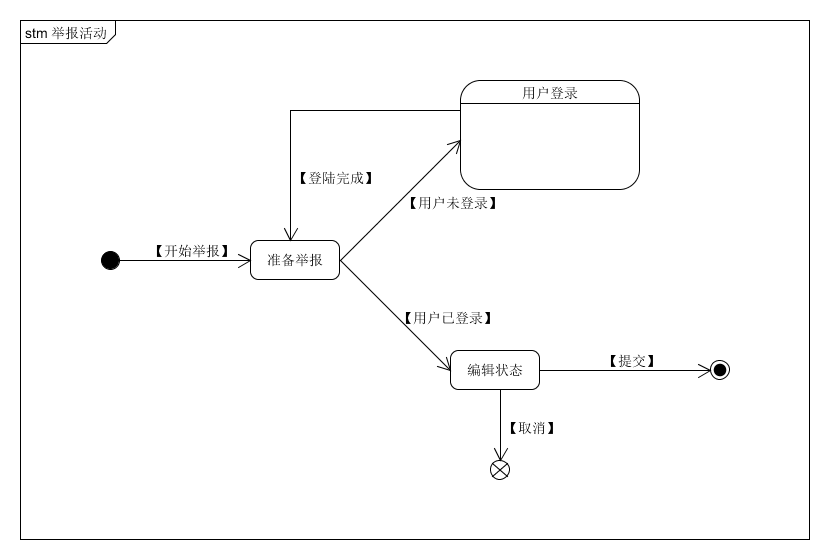 stm 举报活动
用户登录
【登陆完成】
【用户未登录】
【开始举报】
准备举报
【用户已登录】
【提交】
编辑状态
【取消】